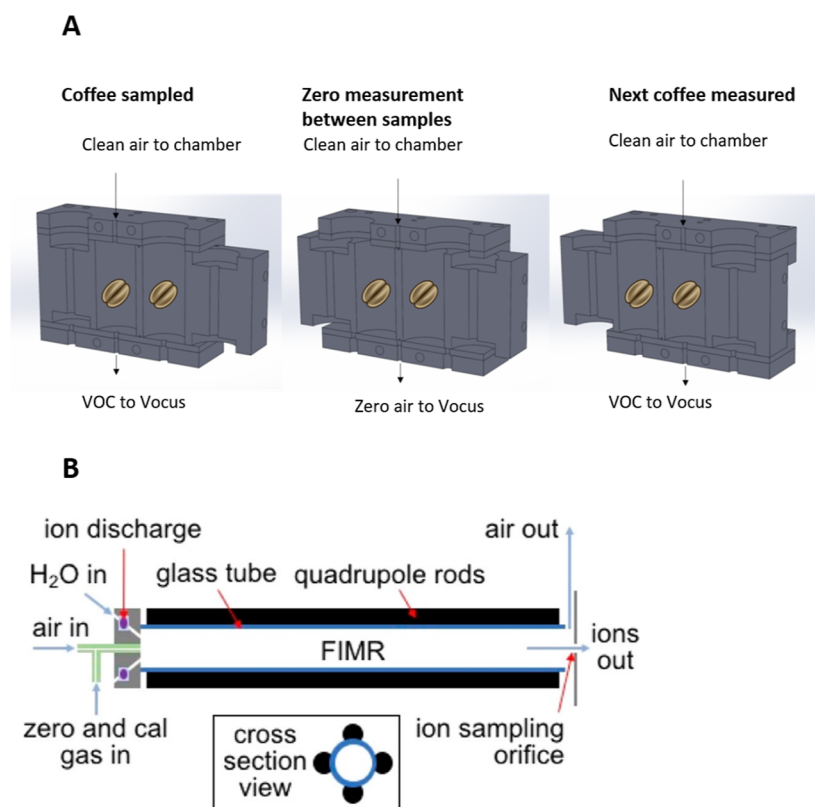 A
Coffee sampled
Clean air to chamber
VOC to Vocus
Zero measurement
between samples
Clean air to chamber
Zero air to Vocus
Next coffee measured
Clean air to chamber
VOC to Vocus
B
ion discharge
H₂O in
glass tube
quadrupole rods
air out
air in
FIMR
ions
out
zero and cal
gas in
cross
section
view
ion sampling
orifice